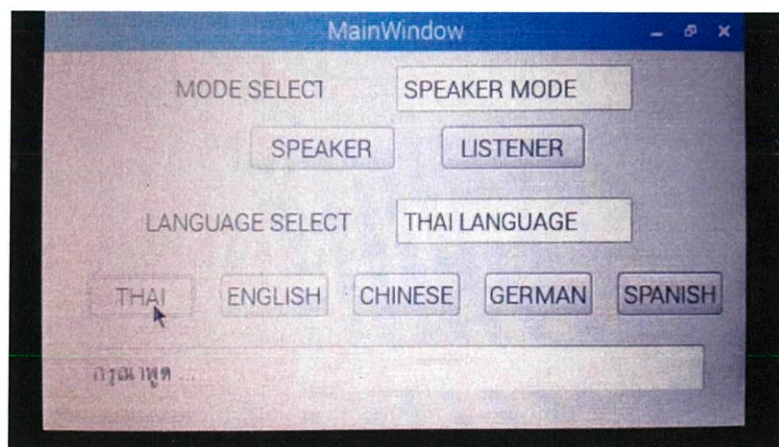 MainWindow
MODE SELECT SPEAKER MODE
SPEAKER LISTENER
LANGUAGE SELECT THAI LANGUAGE
THAI ENGLISH CHINESE GERMAN SPANISH
กรุณาพูด ...